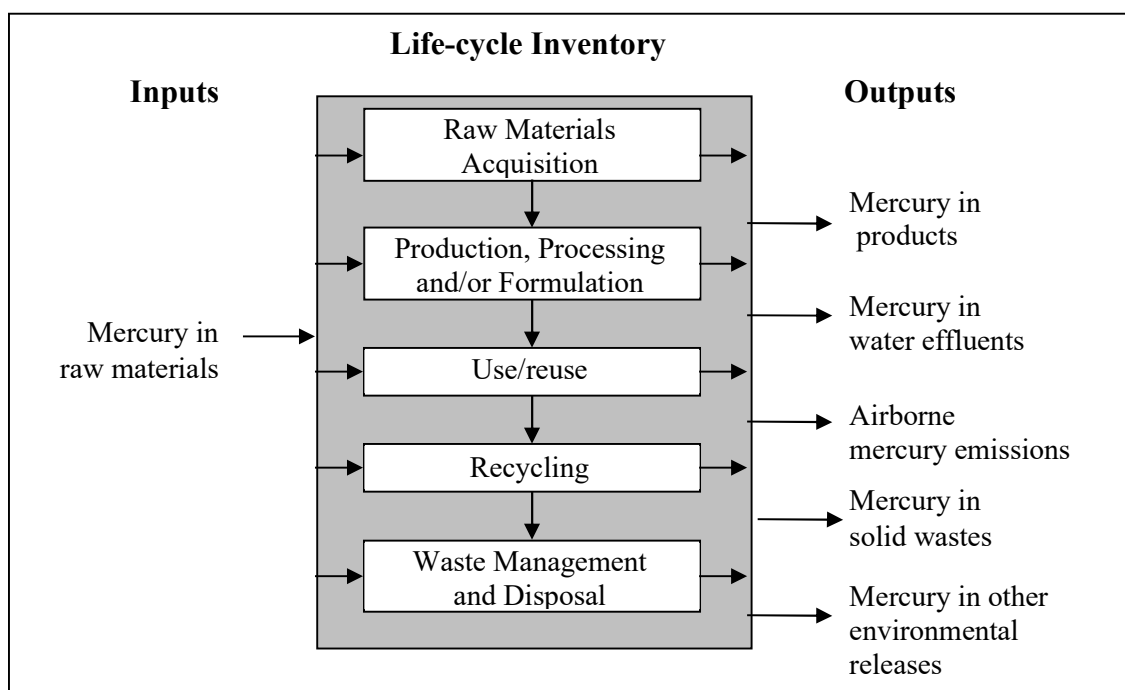 Life-cycle Inventory
Inputs
Outputs
Raw Materials
Acquisition
Production, Processing
and/or Formulation
Use/reuse
Recycling
Waste Management
and Disposal
Mercury in
raw materials
Mercury in
products
Mercury in
water effluents
Airborne
mercury emissions
Mercury in
solid wastes
Mercury in other
environmental
releases